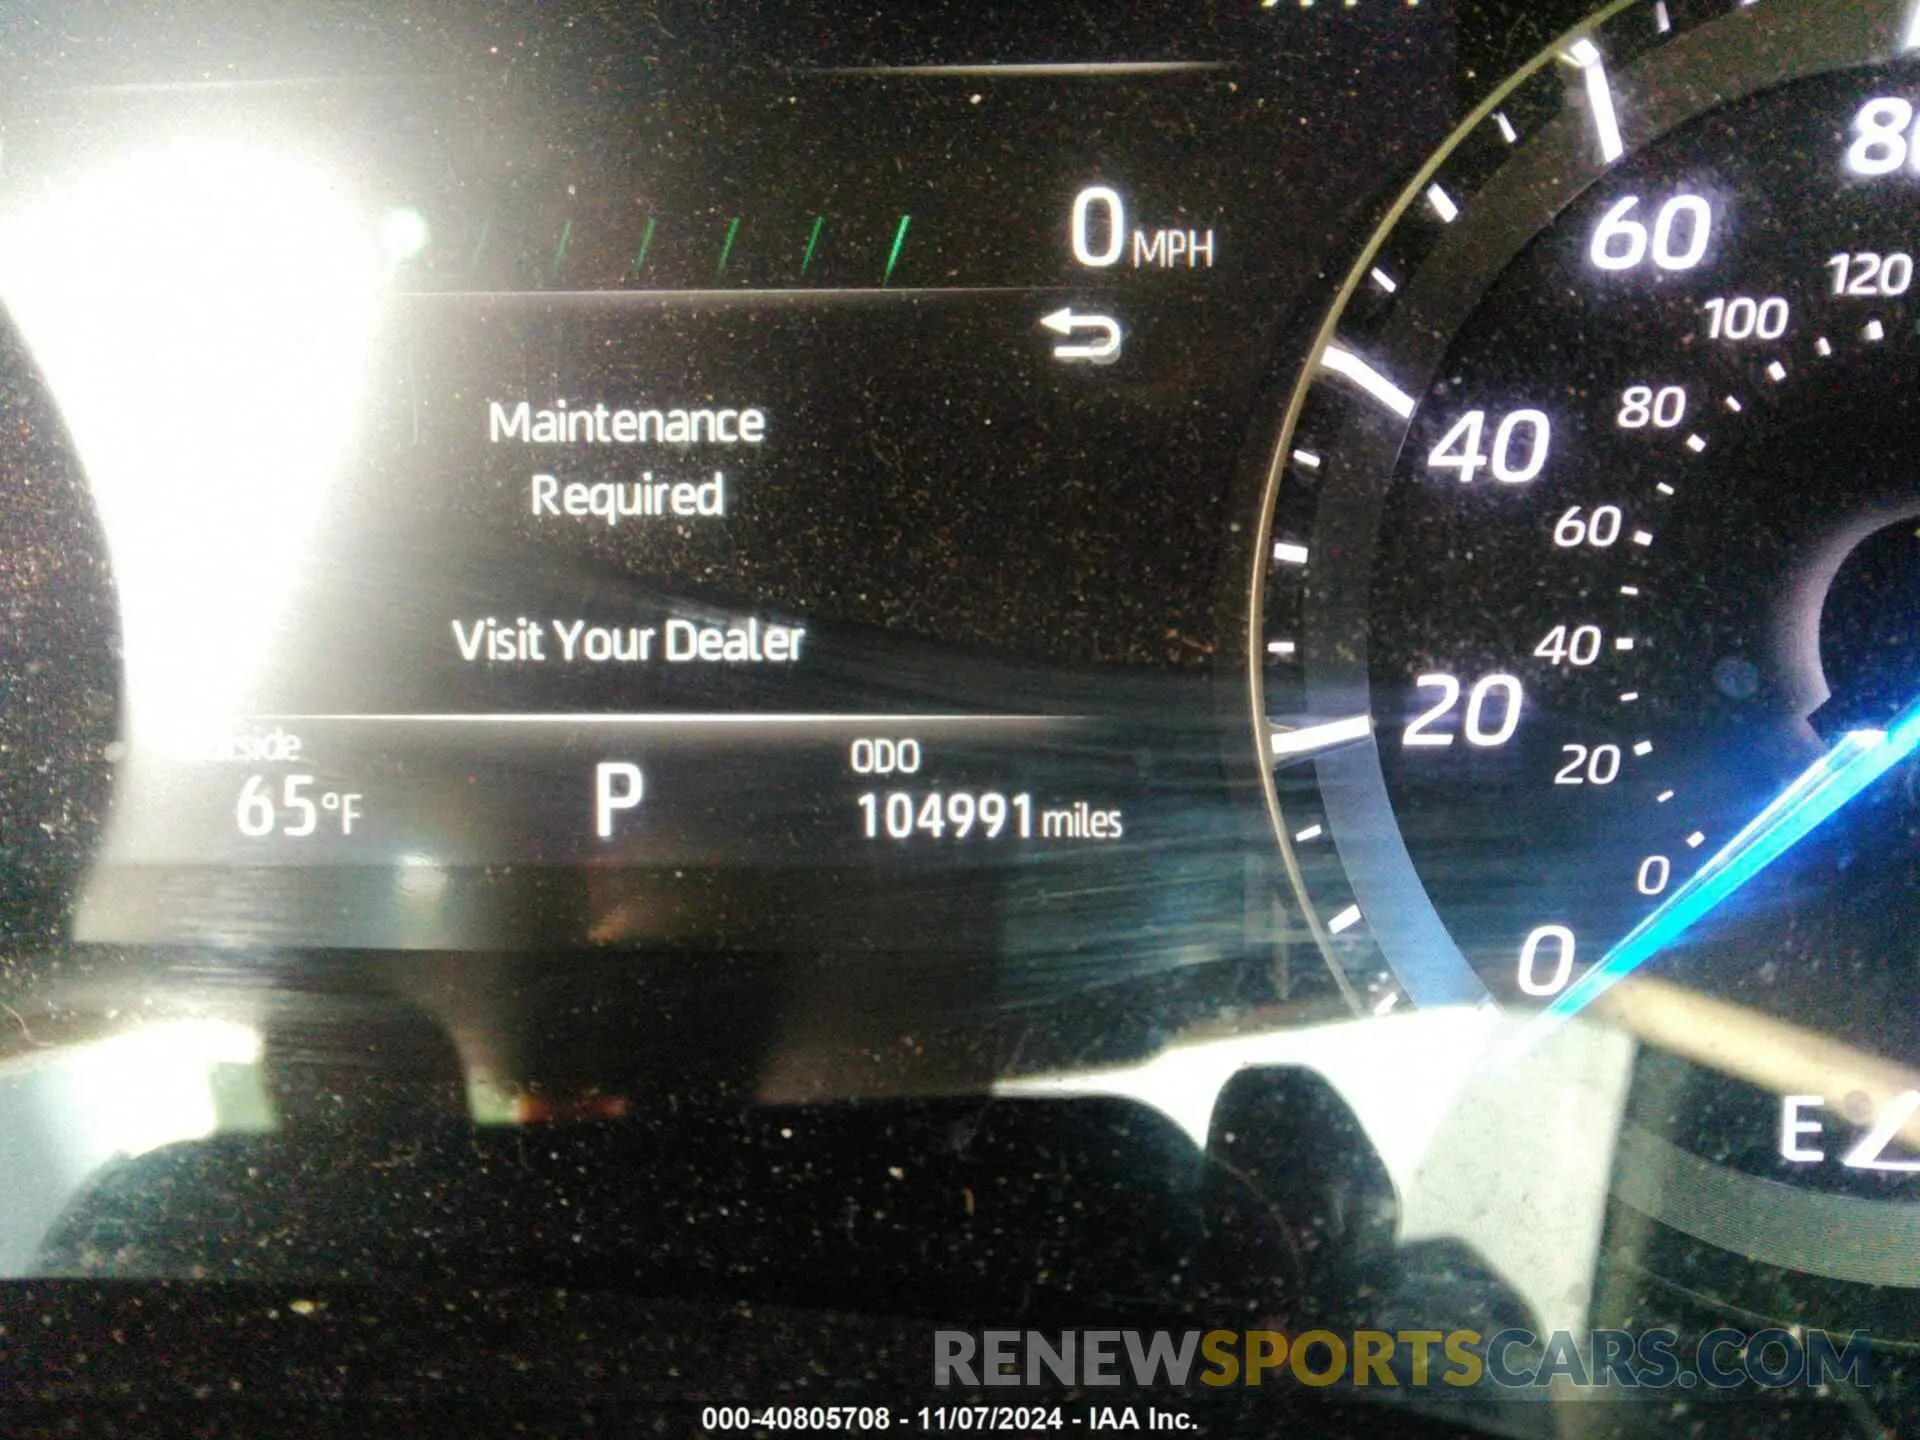 0 MPH
Maintenance
Required
Visit Your Dealer
65°F
P
ODO
104991 miles
80
60
120
100
40
80
60
40
20
20
0
0
E
RENEWSPORTSCARS.COM
000-40805708 - 11/07/2024 - IAA Inc.